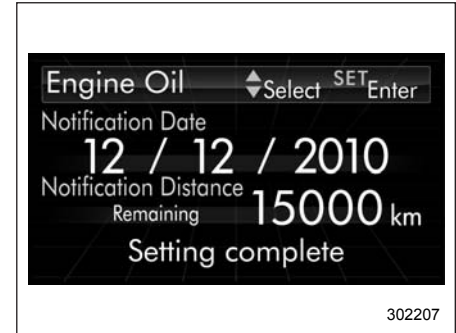 Engine Oil Select SET Enter
Notification Date
12 / 12 / 2010
Notification Distance
Remaining 15000 km
Setting complete
302207